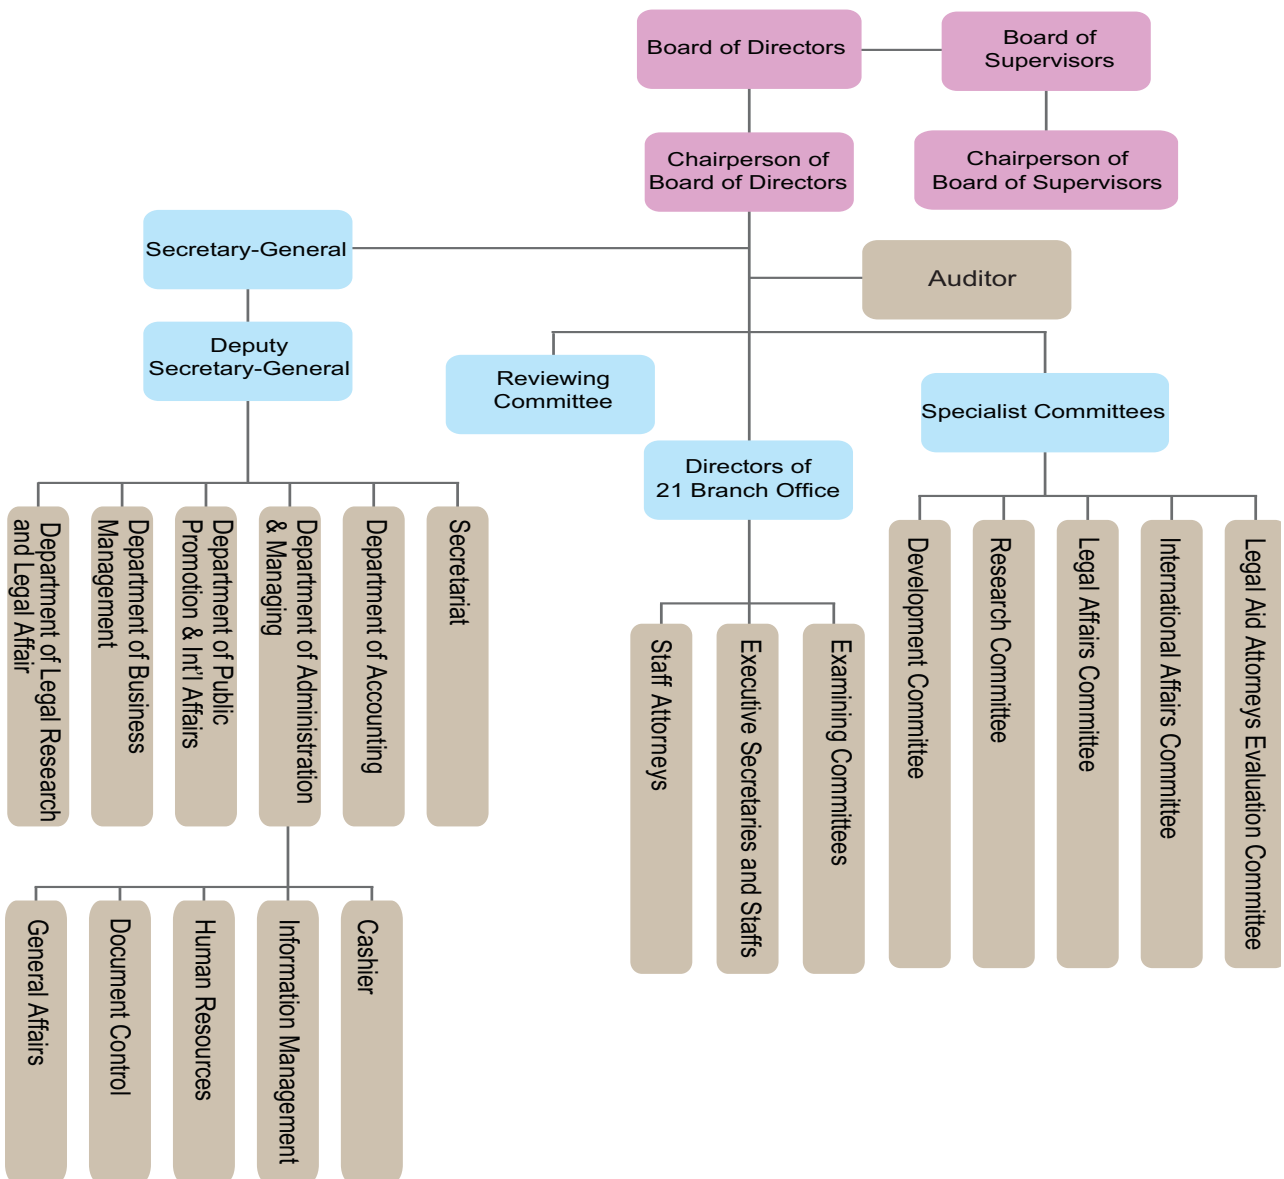 Board of Directors
Board of
Supervisors
Chairperson of
Board of Directors
Chairperson of
Board of Supervisors
Secretary-General
Auditor
Deputy
Secretary-General
Reviewing
Committee
Specialist Committees
Directors of
21 Branch Office
Department of Legal Research
and Legal Affair
Department of Business
Management
Department of Public
Promotion & Int'l Affairs
Department of Administration
& Managing
Department of Accounting
Secretariat
Staff Attorneys
Executive Secretaries and Staffs
Examining Committees
Development Committee
Research Committee
Legal Affairs Committee
International Affairs Committee
Legal Aid Attorneys Evaluation Committee
General Affairs
Document Control
Human Resources
Information Management
Cashier